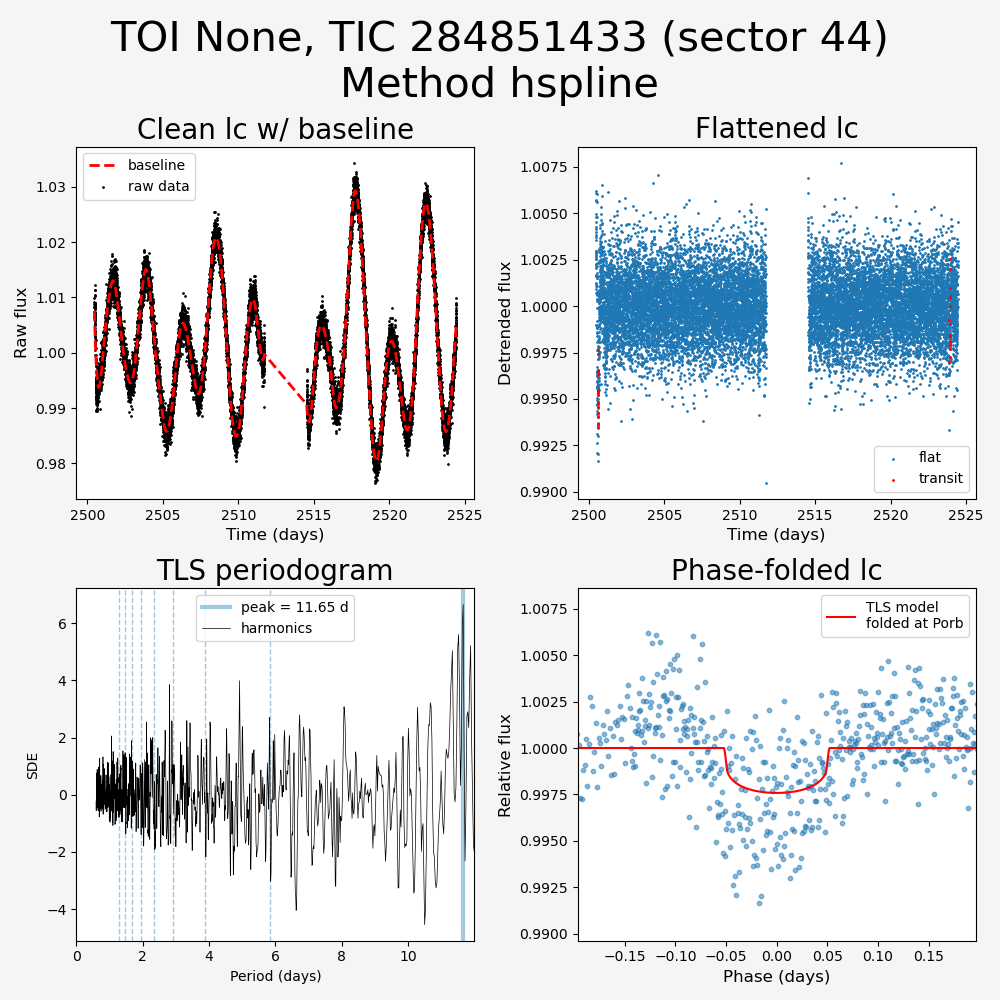 TOI None, TIC 284851433 (sector 44)
Method hspline
Clean lc w/ baseline
baseline
raw data
1.03
1.02
1.01
1.00
0.99
0.98
Raw flux
2500
2505
2510
2515
2520
2525
Time (days)
Flattened lc
1.0075
1.0050
1.0025
1.0000
0.9975
0.9950
0.9925
0.9900
Detrended flux
flat
transit
2500
2505
2510
2515
2520
2525
Time (days)
TLS periodogram
peak = 11.65 d
harmonics
6
4
2
0
−2
−4
SDE
0
2
4
6
8
10
Period (days)
Phase-folded lc
TLS model
folded at Porb
1.0075
1.0050
1.0025
1.0000
0.9975
0.9950
0.9925
0.9900
Relative flux
−0.15
−0.10
−0.05
0.00
0.05
0.10
0.15
Phase (days)